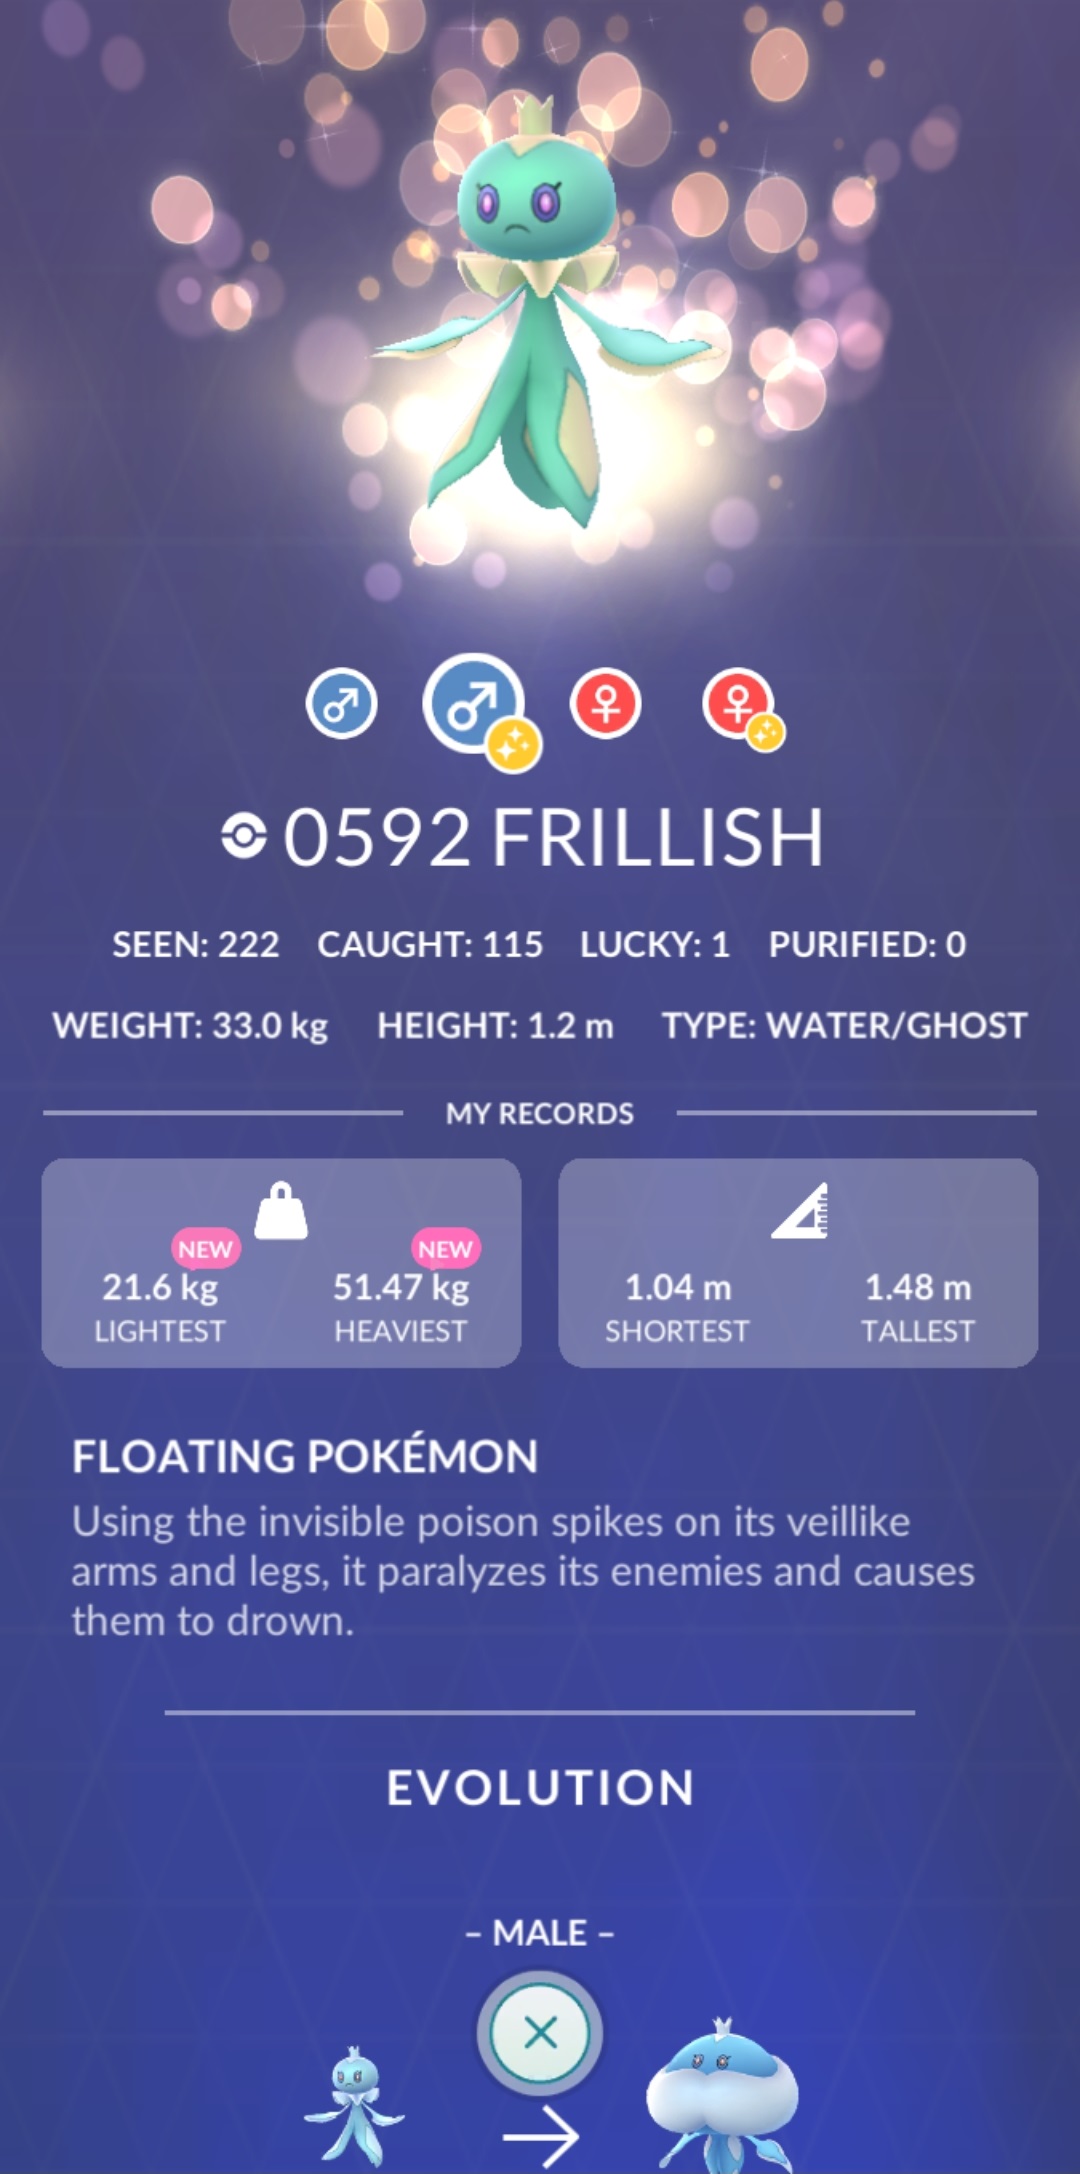 0592 FRILLISH
SEEN: 222 CAUGHT: 115 LUCKY: 1 PURIFIED: 0
WEIGHT: 33.0 kg HEIGHT: 1.2 m TYPE: WATER/GHOST
MY RECORDS
NEW NEW
21.6 kg 51.47 kg 1.04 m 1.48 m
LIGHTEST HEAVIEST SHORTEST TALLEST
FLOATING POKÉMON
Using the invisible poison spikes on its veillike
arms and legs, it paralyzes its enemies and causes
them to drown.
EVOLUTION
– MALE –